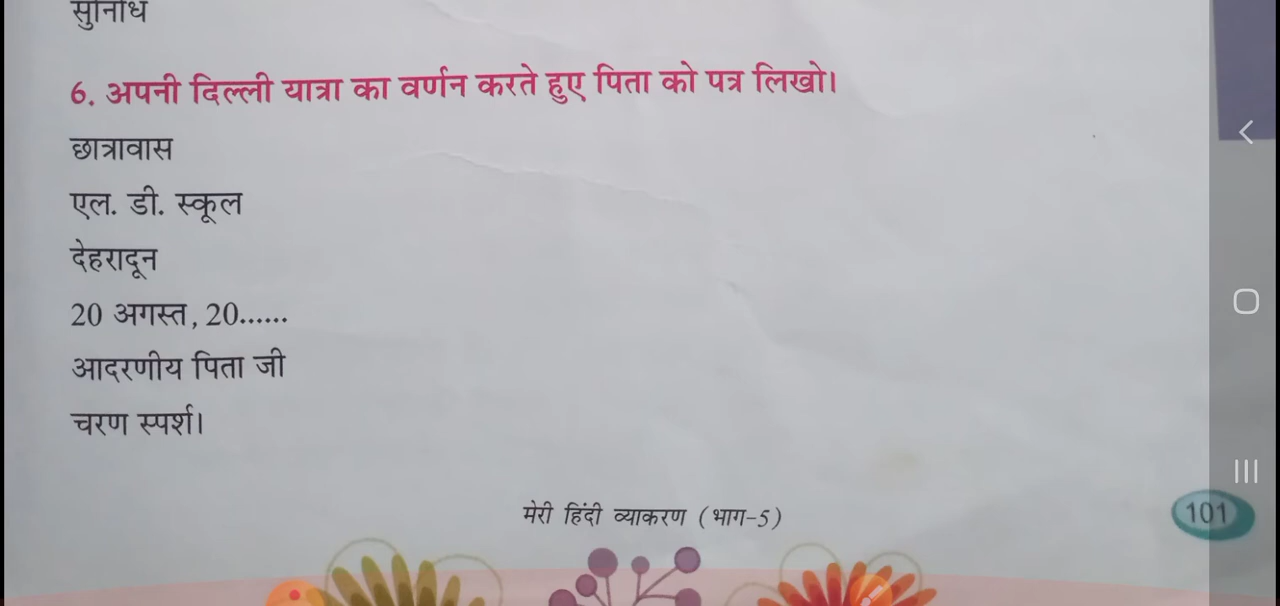 सुनिधि
6. अपनी दिल्ली यात्रा का वर्णन करते हुए पिता को पत्र लिखो।
छात्रावास
एल. डी. स्कूल
देहरादून
20 अगस्त, 20......
आदरणीय पिता जी
चरण स्पर्श।
मेरी हिंदी व्याकरण (भाग-5)
101